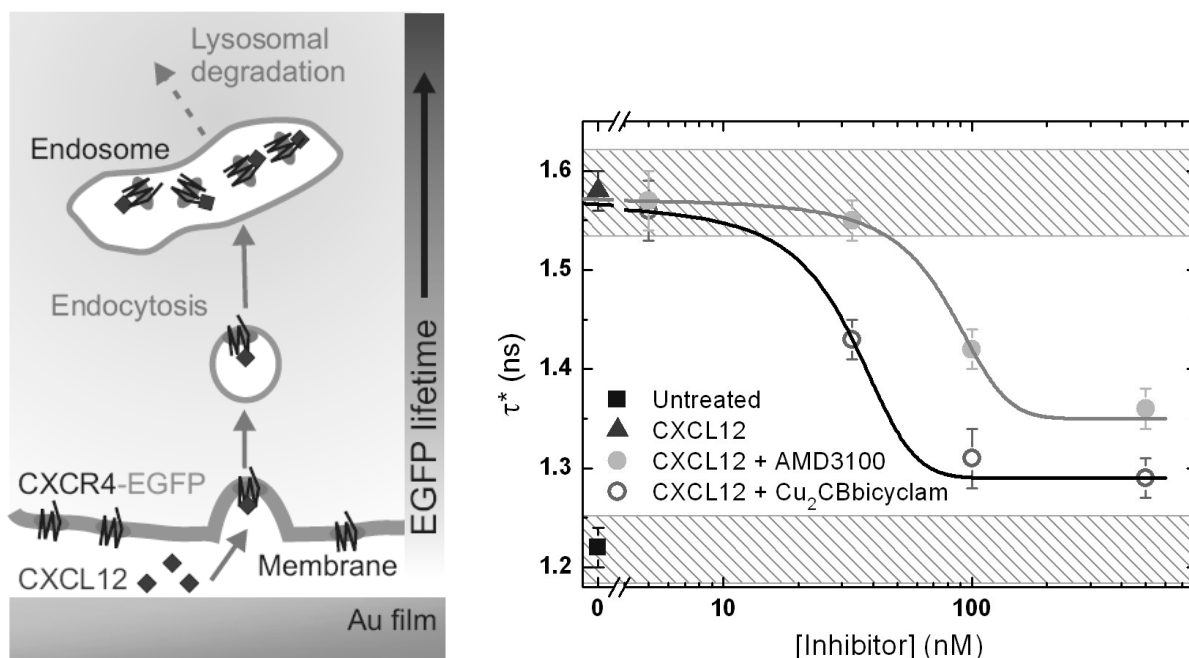 Lysosomal
degradation
Endosome
Endocytosis
CXCR4-EGFP
CXCL12
Membrane
Au film
EGFP lifetime
τ* (ns)
1.6
1.5
1.4
1.3
1.2
Untreated
CXCL12
CXCL12 + AMD3100
CXCL12 + Cu₂CBbicyclam
0 10 100
[Inhibitor] (nM)